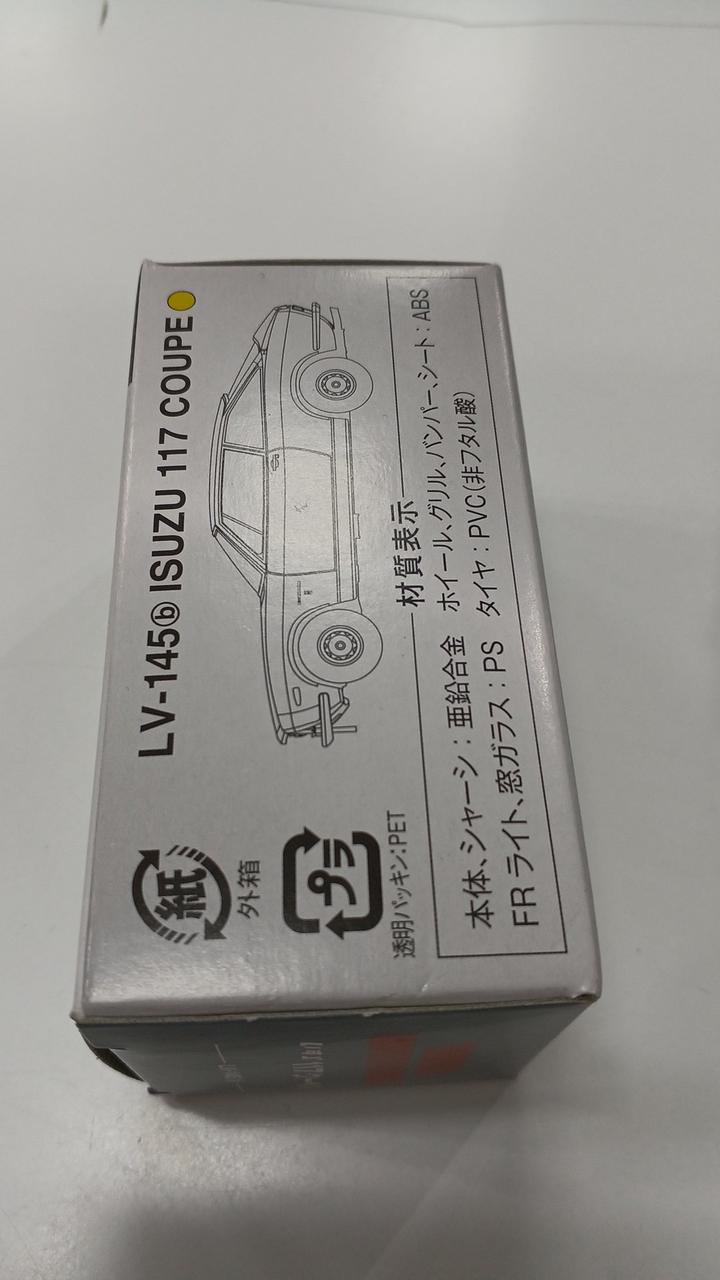 LV-145ⓑ ISUZU 117 COUPE
紙
外箱
プラ
透明パッキン:PET
材質表示
本体、シャーシ：亜鉛合金 ホイール、グリル、バンパー、シート：ABS
FR ライト、窓ガラス：PS タイヤ：PVC(非フタル酸)